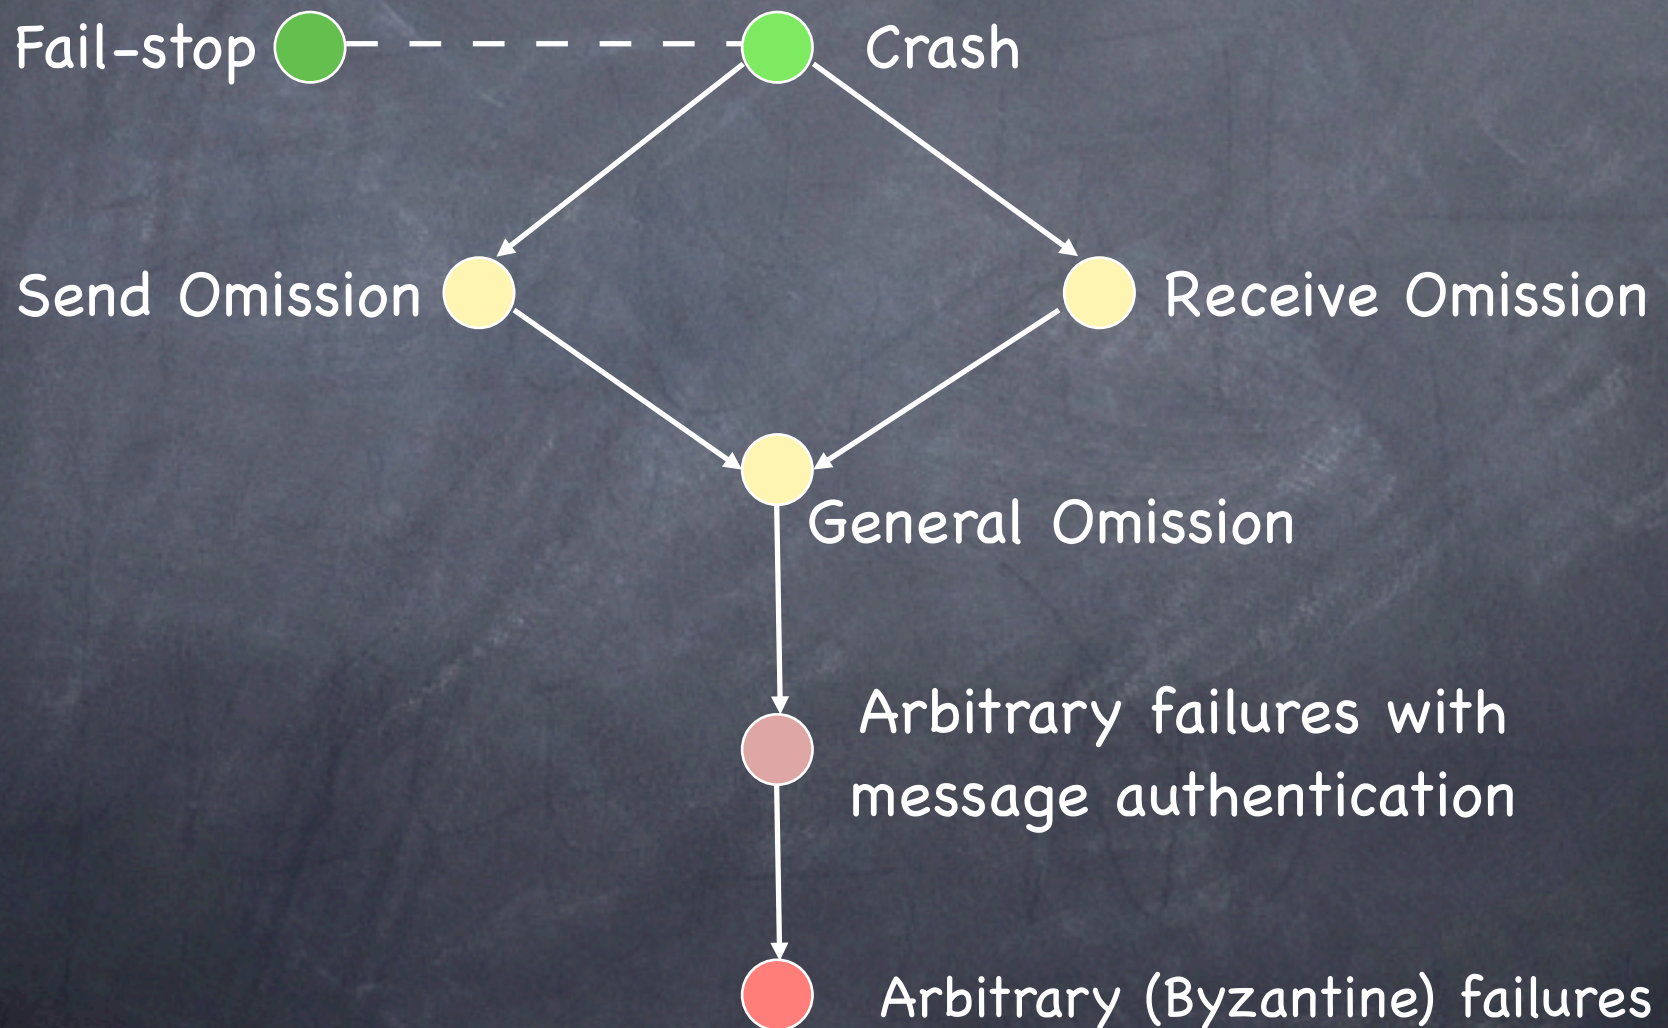 Fail-stop
Crash
Send Omission
Receive Omission
General Omission
Arbitrary failures with
message authentication
Arbitrary (Byzantine) failures